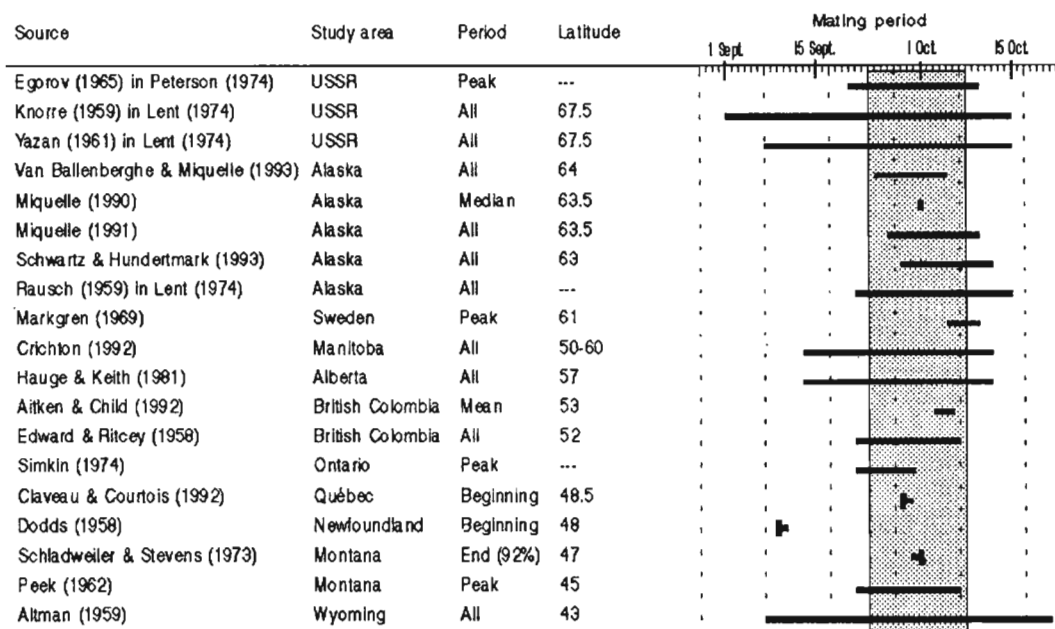 Mating period
Source Study area Period Latitude 1 Sept. 15 Sept. 1 Oct. 15 Oct.
Egorov (1965) in Peterson (1974) USSR Peak ---
Knorre (1959) in Lent (1974) USSR All 67.5
Yazan (1961) in Lent (1974) USSR All 67.5
Van Ballenberghe & Miquelle (1993) Alaska All 64
Miquelle (1990) Alaska Median 63.5
Miquelle (1991) Alaska All 63.5
Schwartz & Hundertmark (1993) Alaska All 63
Rausch (1959) in Lent (1974) Alaska All ---
Markgren (1969) Sweden Peak 61
Crichton (1992) Manitoba All 50-60
Hauge & Keith (1981) Alberta All 57
Aitken & Child (1992) British Colombia Mean 53
Edward & Ritcey (1958) British Colombia All 52
Simkin (1974) Ontario Peak ---
Claveau & Courtois (1992) Québec Beginning 48.5
Dodds (1958) Newfoundland Beginning 48
Schladweiler & Stevens (1973) Montana End (92%) 47
Peek (1962) Montana Peak 45
Altman (1959) Wyoming All 43